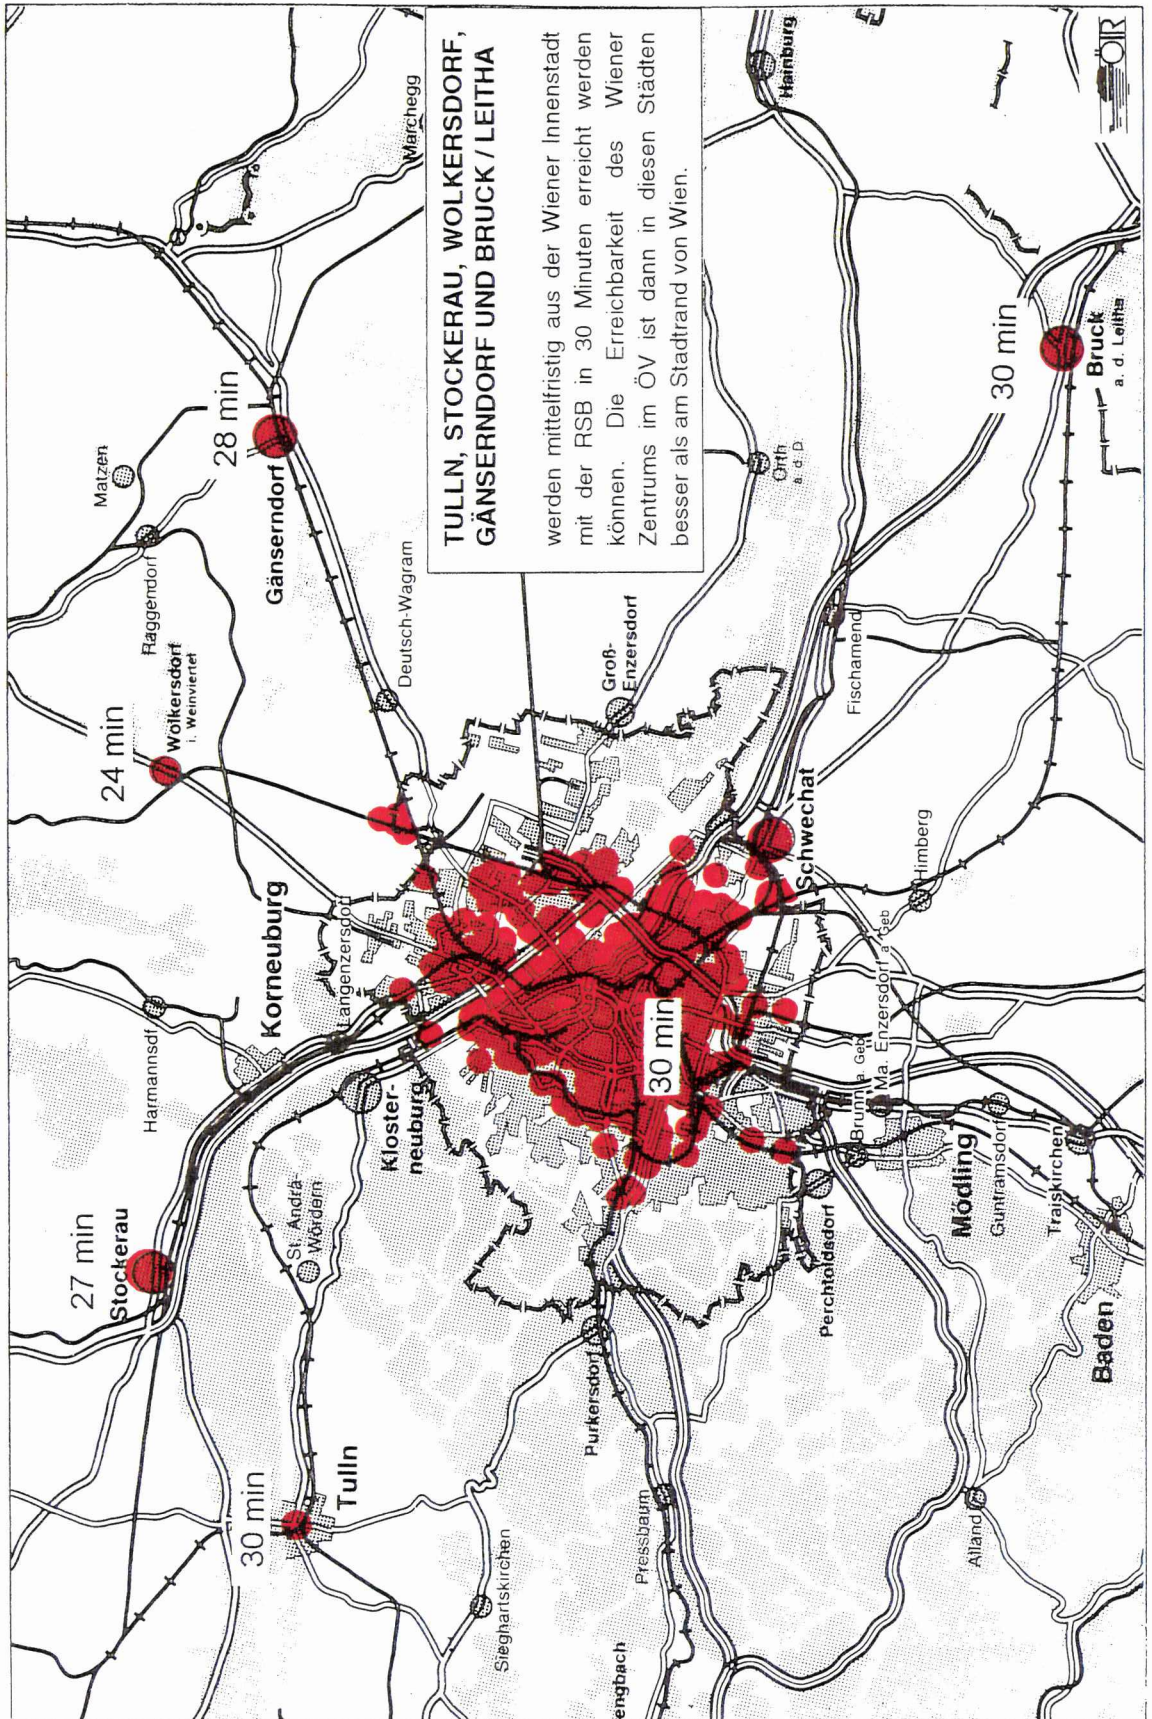 TULLN, STOCKERAU, WOLKERSDORF,
GÄNSERNDORF UND BRUCK / LEITHA
werden mittelfristig aus der Wiener Innenstadt
mit der RSB in 30 Minuten erreicht werden
können. Die Erreichbarkeit des Wiener
Zentrums im ÖV ist dann in diesen Städten
besser als am Stadtrand von Wien.
27 min
Stockerau
Harmannsdf
Korneuburg
Langenzersdorf
24 min
Wolkersdorf
i. Weinviertel
Raggendorf
Matzen
28 min
Gänserndorf
Marchegg
30 min
Tulln
St. Andrä-
Wördern
Kloster-
neuburg
Deutsch-Wagram
Sieghartskirchen
Purkersdorf
Pressbaum
engbach
30 min
Groß-
Enzersdorf
Orth
a. d. D.
Hainburg
Schwechat
Fischamend
Perchtoldsdorf
Brunn a. Geb
Ma. Enzersdorf a Geb
Himberg
Mödling
Guntramsdorf
Traiskirchen
Baden
Alland
30 min
Bruck
a. d. Leitha
ÖIR